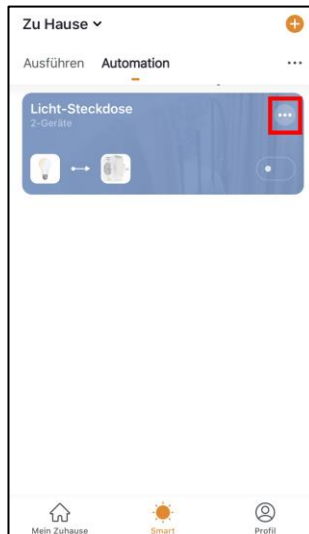 Zu Hause
Ausführen Automation
Licht-Steckdose
2-Geräte
Mein Zuhause Smart Profil